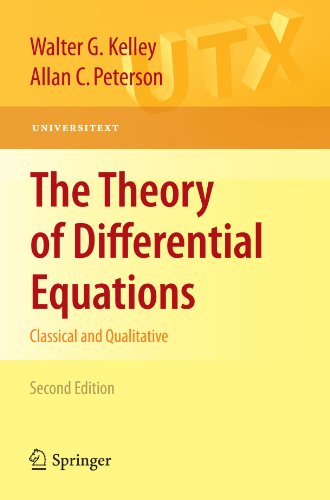 Walter G. Kelley
Allan C. Peterson
UTX
UNIVERSITEXT
The Theory
of Differential
Equations
Classical and Qualitative
Second Edition
Springer